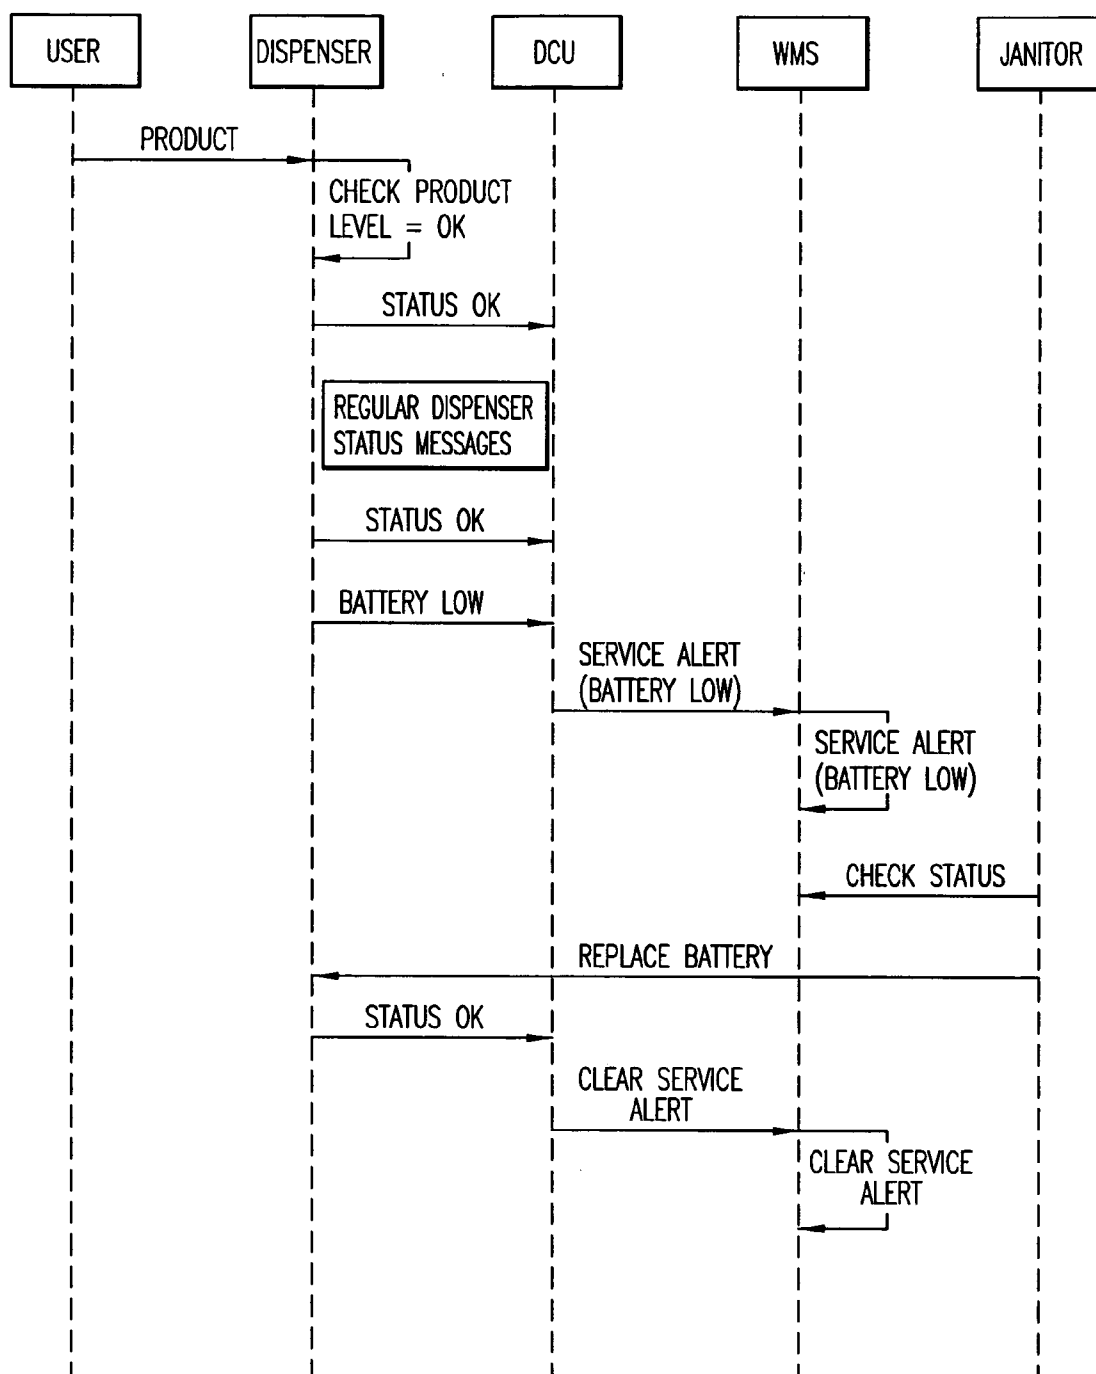 USER
DISPENSER
DCU
WMS
JANITOR
PRODUCT
CHECK PRODUCT
LEVEL = OK
STATUS OK
REGULAR DISPENSER
STATUS MESSAGES
STATUS OK
BATTERY LOW
SERVICE ALERT
(BATTERY LOW)
SERVICE ALERT
(BATTERY LOW)
CHECK STATUS
REPLACE BATTERY
STATUS OK
CLEAR SERVICE
ALERT
CLEAR SERVICE
ALERT